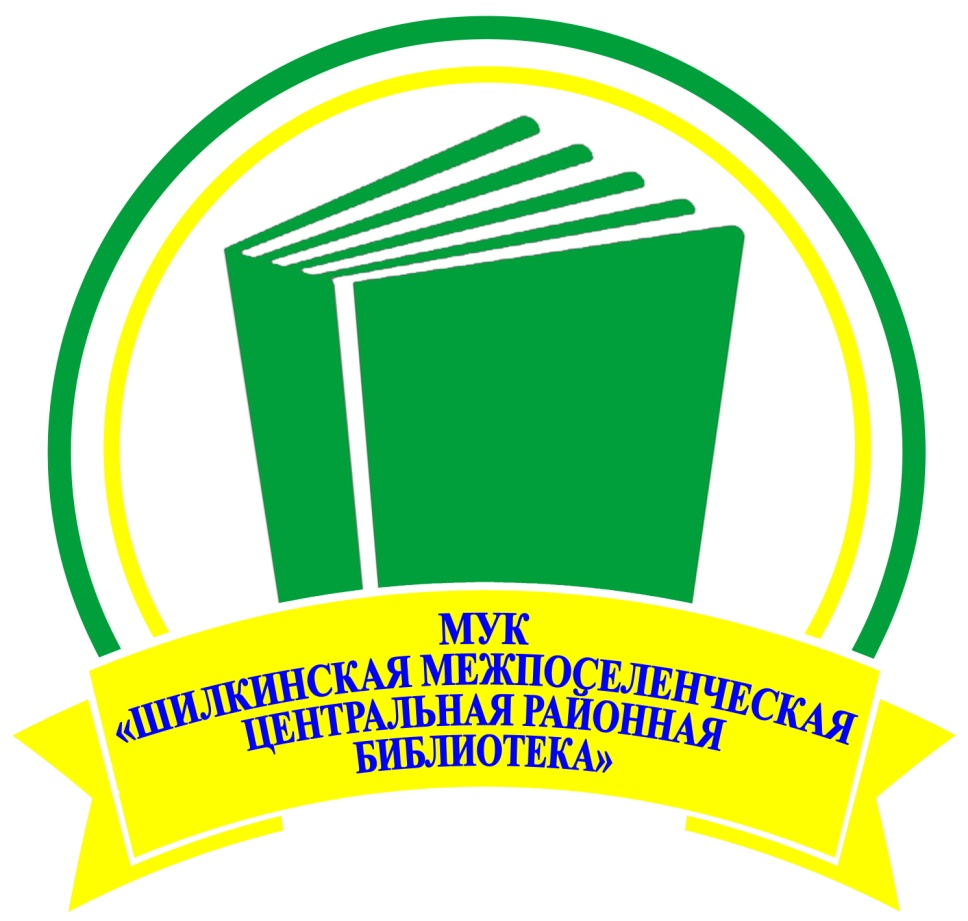 МУК
«ШИЛКИНСКАЯ МЕЖПОСЕЛЕНЧЕСКАЯ
ЦЕНТРАЛЬНАЯ РАЙОННАЯ
БИБЛИОТЕКА»